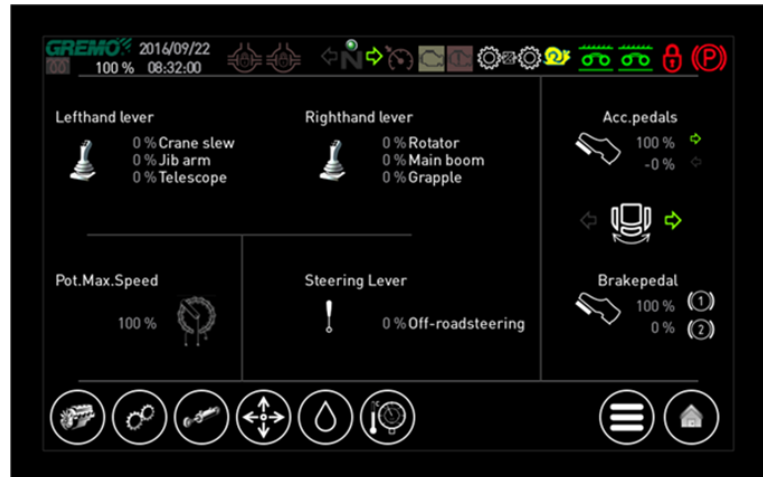 GREMO 2016/09/22
100 % 08:32:00
N
(P)
Lefthand lever
0 % Crane slew
0 % Jib arm
0 % Telescope
Righthand lever
0 % Rotator
0 % Main boom
0 % Grapple
Acc.pedals
100 %
-0 %
Pot.Max.Speed
100 %
Steering Lever
0 % Off-roadsteering
Brakepedal
100 % (1)
0 % (2)
°C